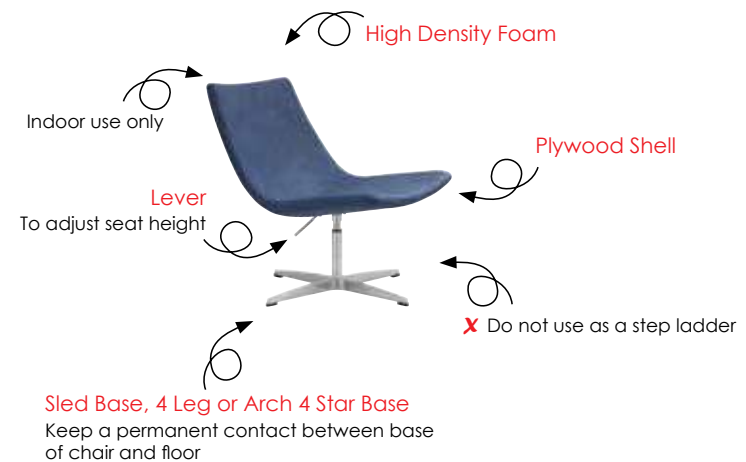 High Density Foam
Indoor use only
Plywood Shell
Lever
To adjust seat height
✘ Do not use as a step ladder
Sled Base, 4 Leg or Arch 4 Star Base
Keep a permanent contact between base
of chair and floor